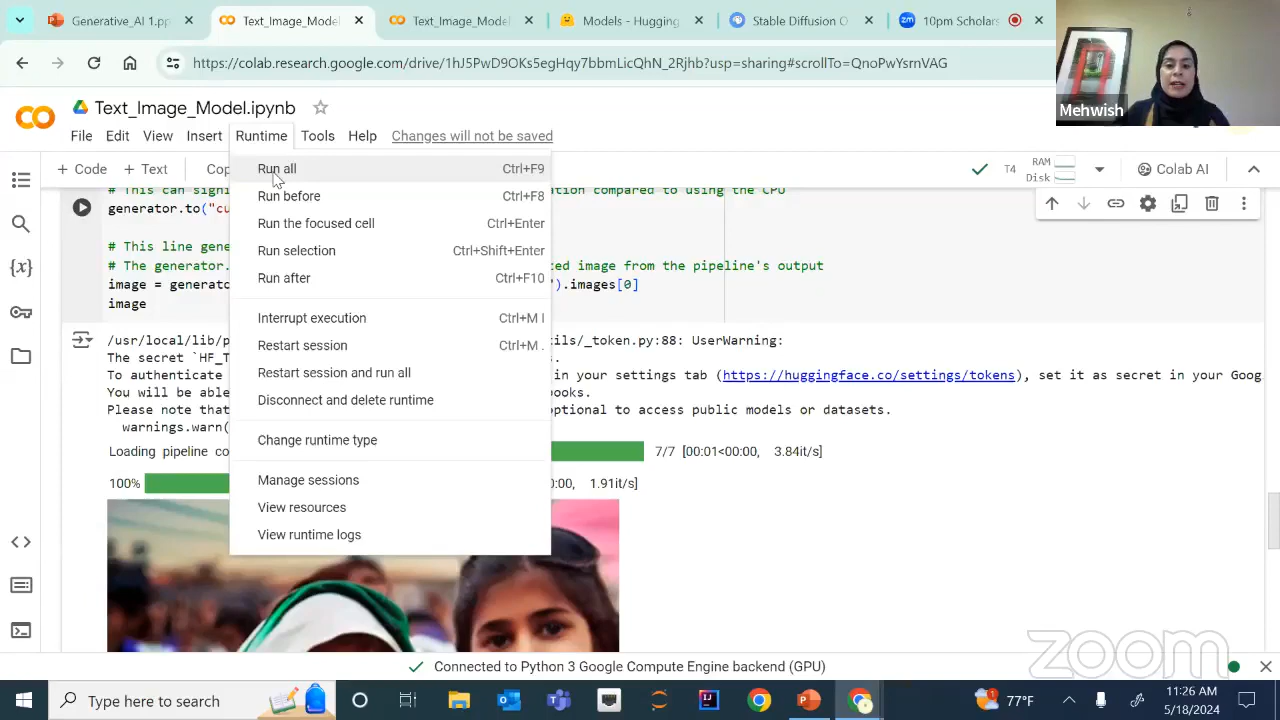 Generative_AI 1.pp
Text_Image_Model
Text_Image_Mode
Models - Hugging
Stable Diffusion O
10pm Scholars
https://colab.research.google.com/drive/1hJ5PwD9OKs5egHqy7bbmLicQhN_2Rjhb?usp=sharing#scrollTo=QnoPwYsrnVAG
Mehwish
CO
Text_Image_Model.ipynb
File Edit View Insert Runtime Tools Help Changes will not be saved
+ Code + Text Cop
T4 RAM Disk Colab AI
Run all Ctrl+F9
Run before Ctrl+F8
Run the focused cell Ctrl+Enter
Run selection Ctrl+Shift+Enter
Run after Ctrl+F10
Interrupt execution Ctrl+M I
Restart session Ctrl+M .
Restart session and run all
Disconnect and delete runtime
Change runtime type
Manage sessions
View resources
View runtime logs
# This can signi ation compared to using the CPU
generator.to("cu
# This line gene
# The generator. ted image from the pipeline's output
image = generato ").images[0]
image
/usr/local/lib/p ils/_token.py:88: UserWarning:
The secret `HF_T s.
To authenticate in your settings tab (https://huggingface.co/settings/tokens), set it as secret in your Goog
You will be able books.
Please note that optional to access public models or datasets.
warnings.warn(
Loading pipeline co 7/7 [00:01<00:00, 3.84it/s]
100% 00:00, 1.91it/s]
zoom
Connected to Python 3 Google Compute Engine backend (GPU)
Type here to search
77°F
11:26 AM
5/18/2024